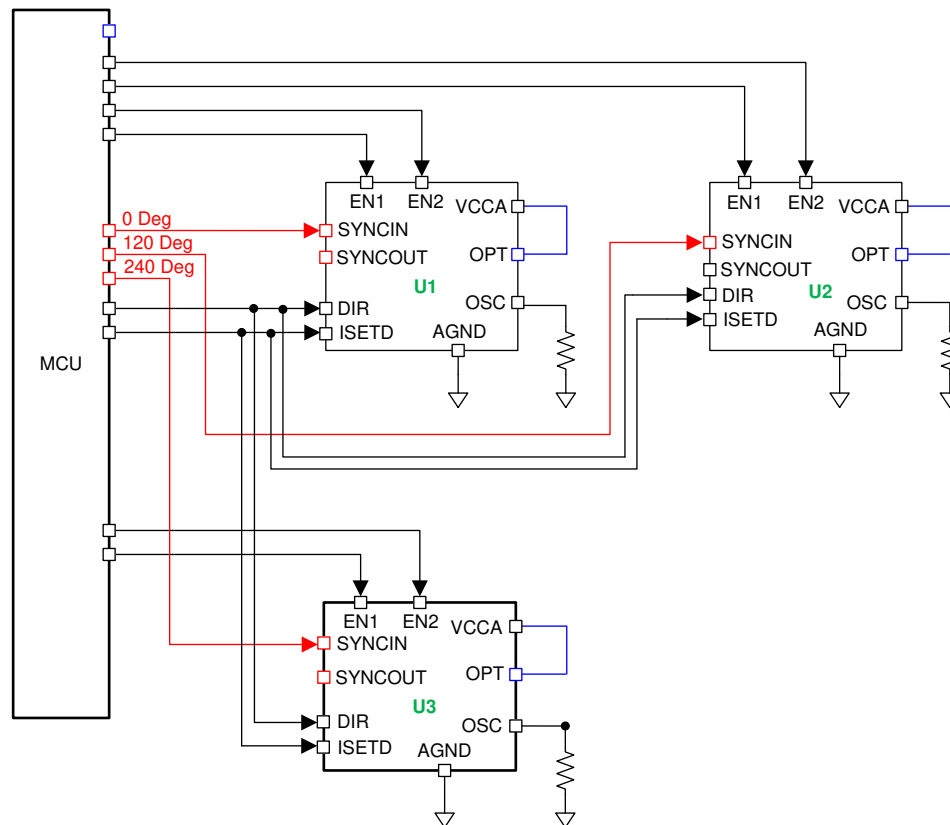 MCU
0 Deg
120 Deg
240 Deg
EN1 EN2
VCCA
SYNCIN
SYNCOUT
OPT
U1
OSC
DIR
ISETD
AGND
EN1 EN2
VCCA
SYNCIN
SYNCOUT
OPT
U2
OSC
DIR
ISETD
AGND
EN1 EN2
VCCA
SYNCIN
SYNCOUT
OPT
U3
OSC
DIR
ISETD
AGND